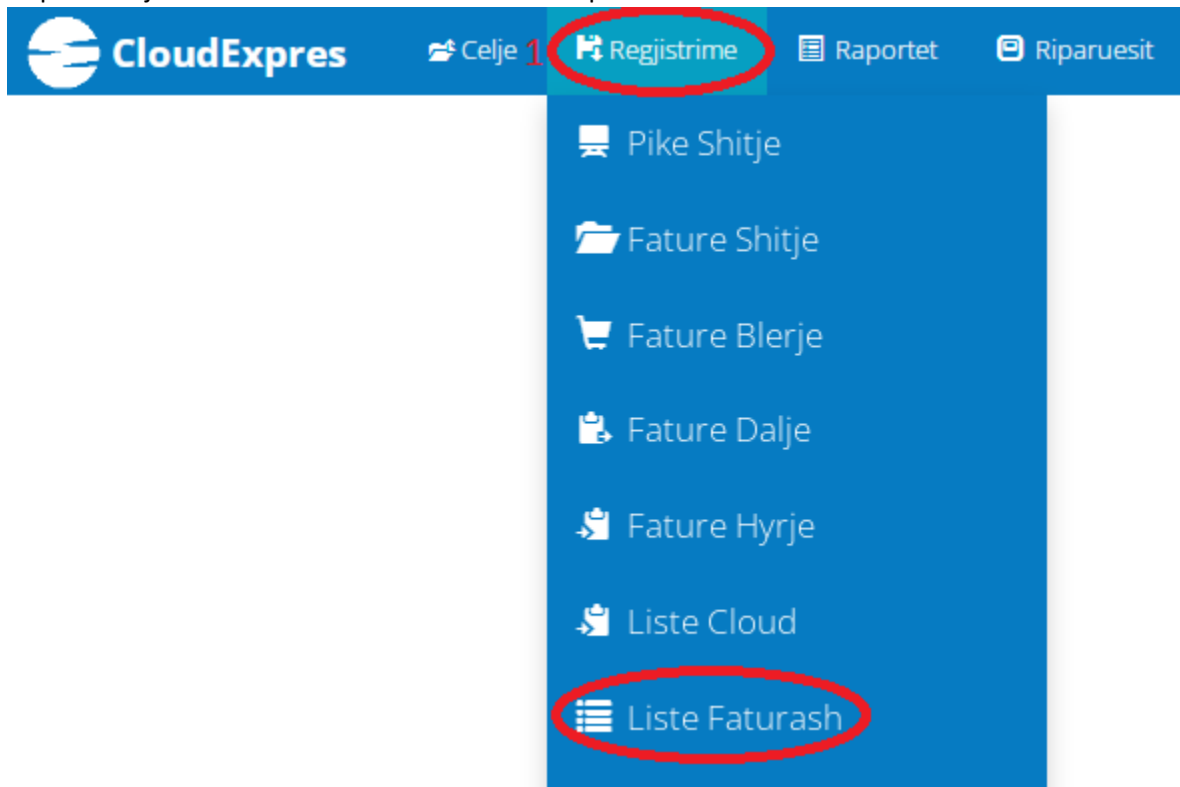 CloudExpres Celje 1 Regjistrime Raportet Riparuesit
Pike Shitje
Fature Shitje
Fature Blerje
Fature Dalje
Fature Hyrje
Liste Cloud
Liste Faturash